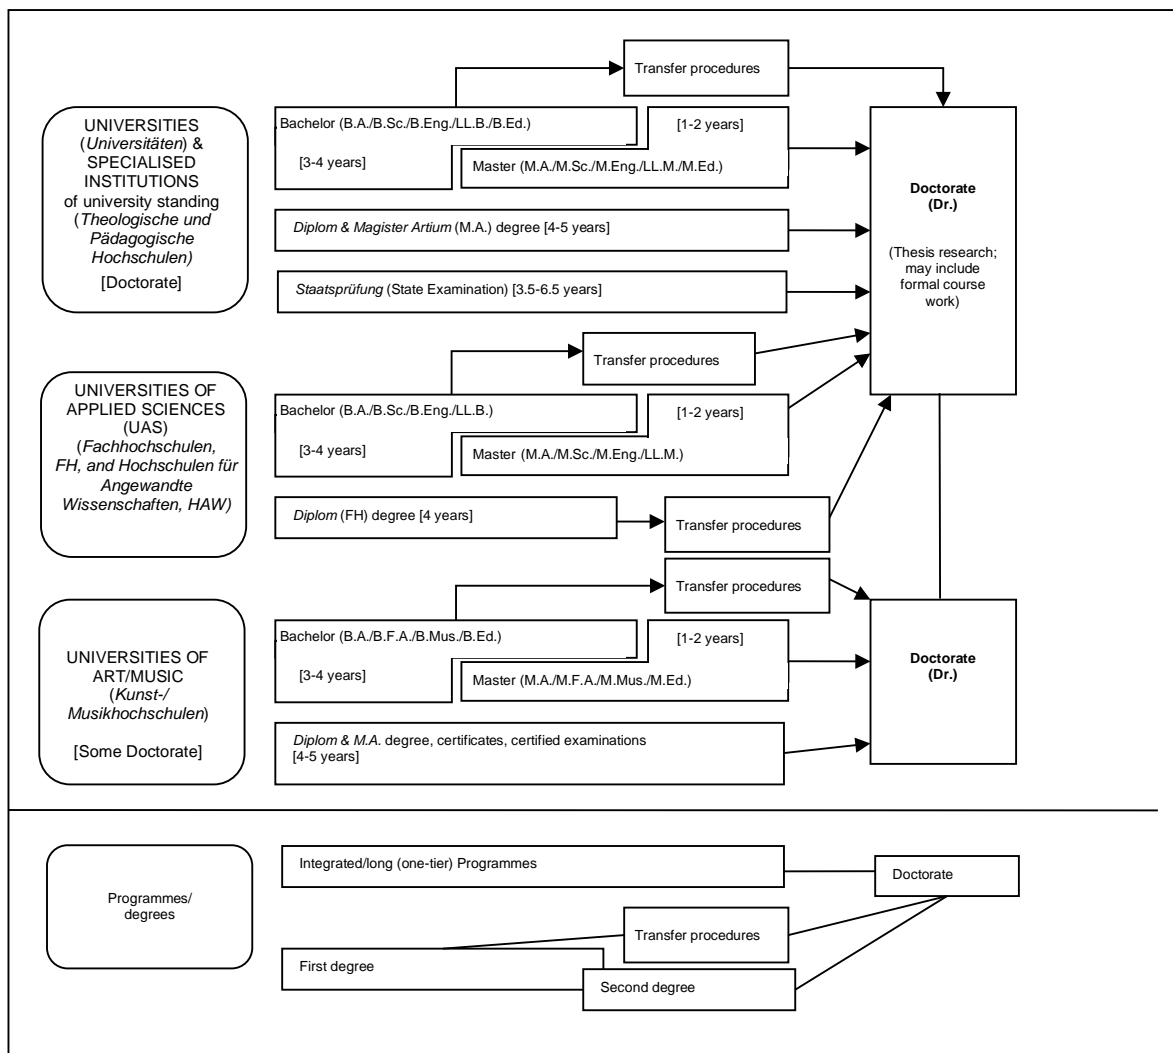 Transfer procedures
UNIVERSITIES
(Universitäten) &
SPECIALISED
INSTITUTIONS
of university standing
(Theologische und
Pädagogische
Hochschulen)
[Doctorate]
Bachelor (B.A./B.Sc./B.Eng./LL.B./B.Ed.)
[3-4 years]
[1-2 years]
Master (M.A./M.Sc./M.Eng./LL.M./M.Ed.)
Diplom & Magister Artium (M.A.) degree [4-5 years]
Staatsprüfung (State Examination) [3.5-6.5 years]
Doctorate
(Dr.)
(Thesis research;
may include
formal course
work)
Transfer procedures
UNIVERSITIES OF
APPLIED SCIENCES
(UAS)
(Fachhochschulen,
FH, and Hochschulen für
Angewandte
Wissenschaften, HAW)
Bachelor (B.A./B.Sc./B.Eng./LL.B.)
[3-4 years]
[1-2 years]
Master (M.A./M.Sc./M.Eng./LL.M.)
Diplom (FH) degree [4 years]
Transfer procedures
Transfer procedures
UNIVERSITIES OF
ART/MUSIC
(Kunst-/
Musikhochschulen)
[Some Doctorate]
Bachelor (B.A./B.F.A./B.Mus./B.Ed.)
[3-4 years]
[1-2 years]
Master (M.A./M.F.A./M.Mus./M.Ed.)
Diplom & M.A. degree, certificates, certified examinations
[4-5 years]
Doctorate
(Dr.)
Programmes/
degrees
Integrated/long (one-tier) Programmes
Doctorate
Transfer procedures
First degree
Second degree